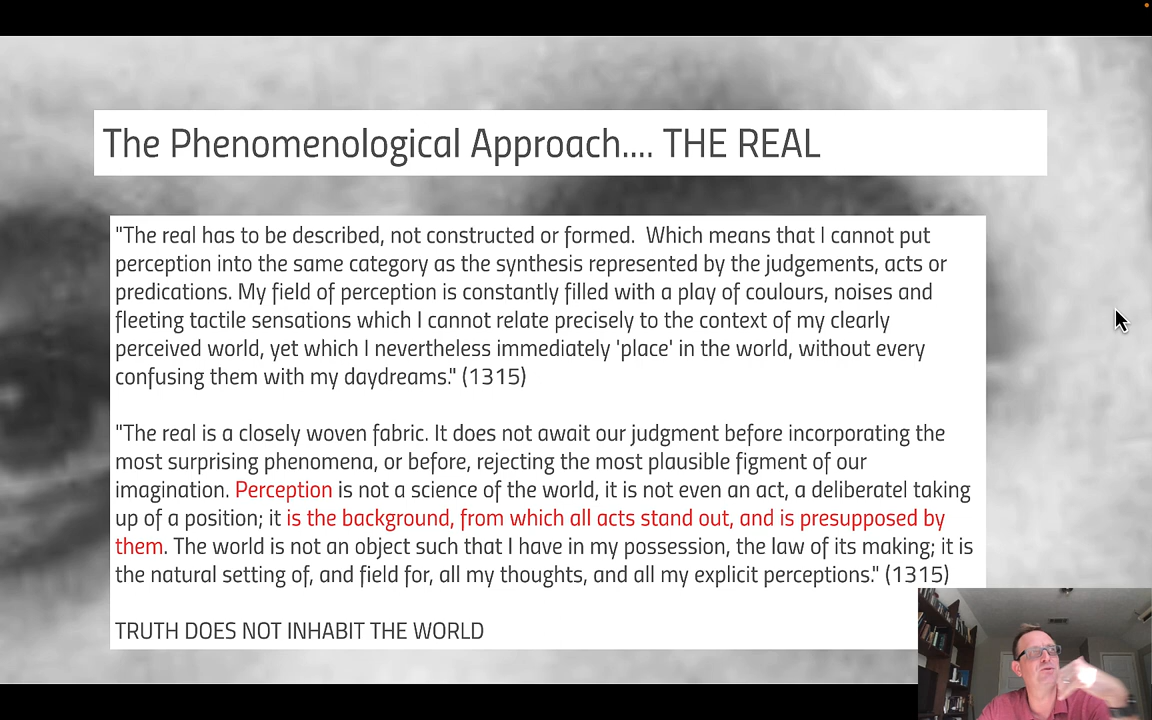 The Phenomenological Approach.... THE REAL
"The real has to be described, not constructed or formed.  Which means that I cannot put
perception into the same category as the synthesis represented by the judgements, acts or
predications. My field of perception is constantly filled with a play of coulours, noises and
fleeting tactile sensations which I cannot relate precisely to the context of my clearly
perceived world, yet which I nevertheless immediately 'place' in the world, without every
confusing them with my daydreams." (1315)
"The real is a closely woven fabric. It does not await our judgment before incorporating the
most surprising phenomena, or before, rejecting the most plausible figment of our
imagination. Perception is not a science of the world, it is not even an act, a deliberatel taking
up of a position; it is the background, from which all acts stand out, and is presupposed by
them. The world is not an object such that I have in my possession, the law of its making; it is
the natural setting of, and field for, all my thoughts, and all my explicit perceptions." (1315)
TRUTH DOES NOT INHABIT THE WORLD